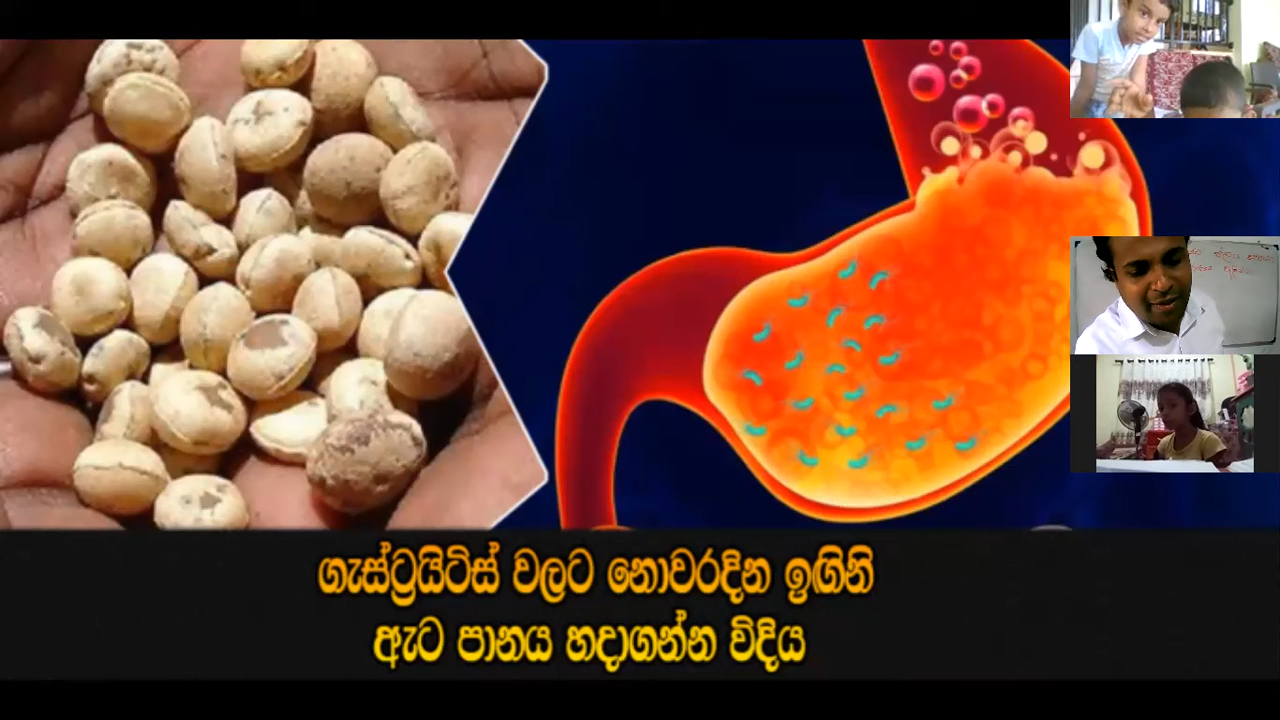 ගැස්ට්‍රයිටිස් වලට නොවරදින ඉඟිනි
ඇට පානය හදාගන්න විදිය